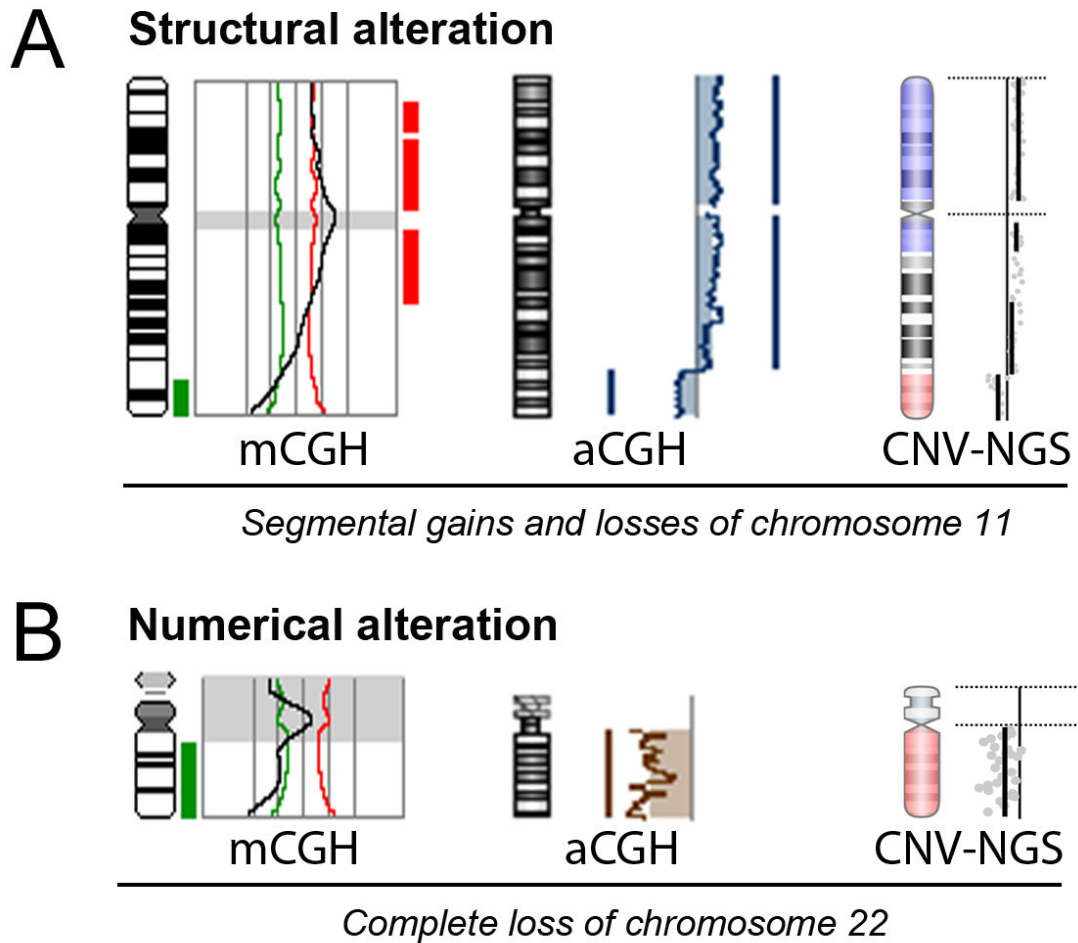 A
Structural alteration
mCGH
aCGH
CNV-NGS
Segmental gains and losses of chromosome 11
B
Numerical alteration
mCGH
aCGH
CNV-NGS
Complete loss of chromosome 22